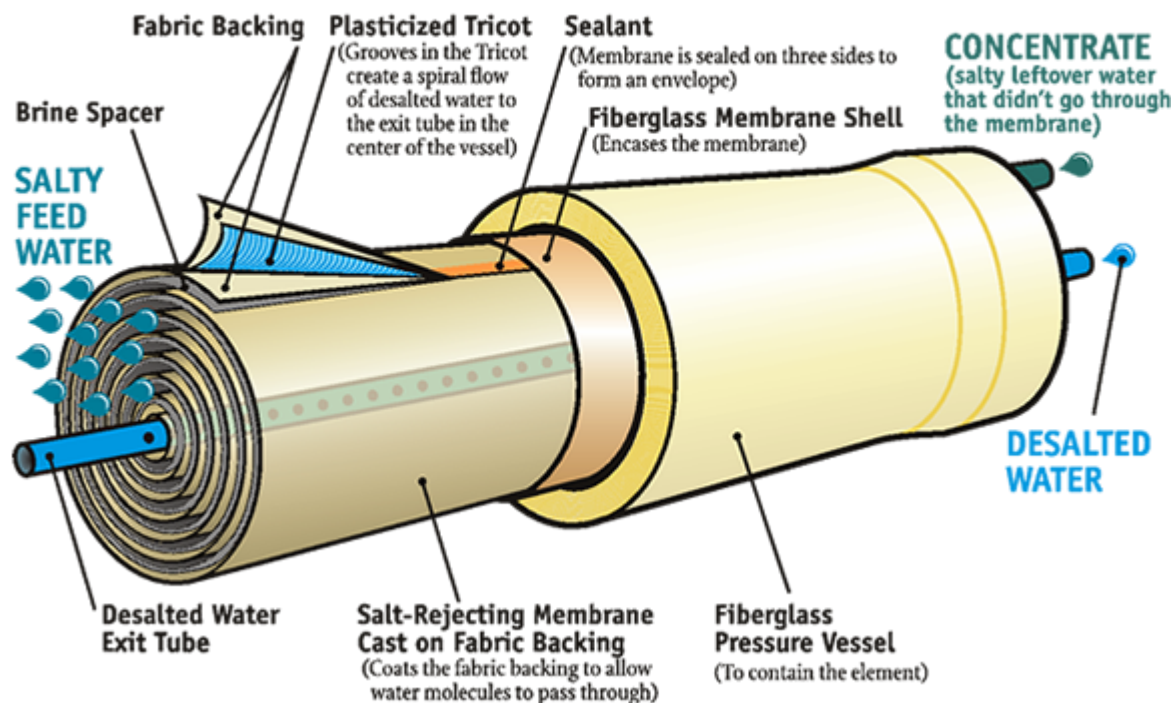 Fabric Backing
Plasticized Tricot
(Grooves in the Tricot
create a spiral flow
of desalted water to
the exit tube in the
center of the vessel)
Sealant
(Membrane is sealed on three sides to
form an envelope)
CONCENTRATE
(salty leftover water
that didn't go through
the membrane)
Brine Spacer
Fiberglass Membrane Shell
(Encases the membrane)
SALTY
FEED
WATER
DESALTED
WATER
Desalted Water
Exit Tube
Salt-Rejecting Membrane
Cast on Fabric Backing
(Coats the fabric backing to allow
water molecules to pass through)
Fiberglass
Pressure Vessel
(To contain the element)